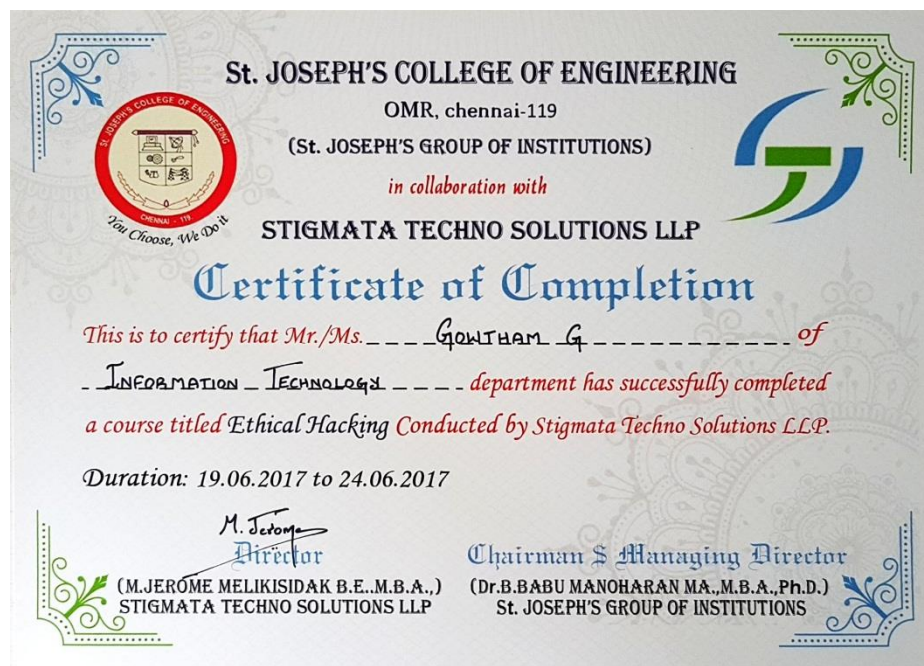 St. JOSEPH'S COLLEGE OF ENGINEERING
OMR, chennai-119
(St. JOSEPH'S GROUP OF INSTITUTIONS)
in collaboration with
STIGMATA TECHNO SOLUTIONS LLP
St. JOSEPH'S COLLEGE OF ENGINEERING
CHENNAI - 119.
You Choose, We Do it
Certificate of Completion
This is to certify that Mr./Ms. GOWTHAM G of
INFORMATION TECHNOLOGY department has successfully completed
a course titled Ethical Hacking Conducted by Stigmata Techno Solutions LLP.
Duration: 19.06.2017 to 24.06.2017
M. Jerome
Director
(M.JEROME MELIKISIDAK B.E..M.B.A.,)
STIGMATA TECHNO SOLUTIONS LLP
Chairman $ Managing Director
(Dr.B.BABU MANOHARAN MA.,M.B.A.,Ph.D.)
St. JOSEPH'S GROUP OF INSTITUTIONS